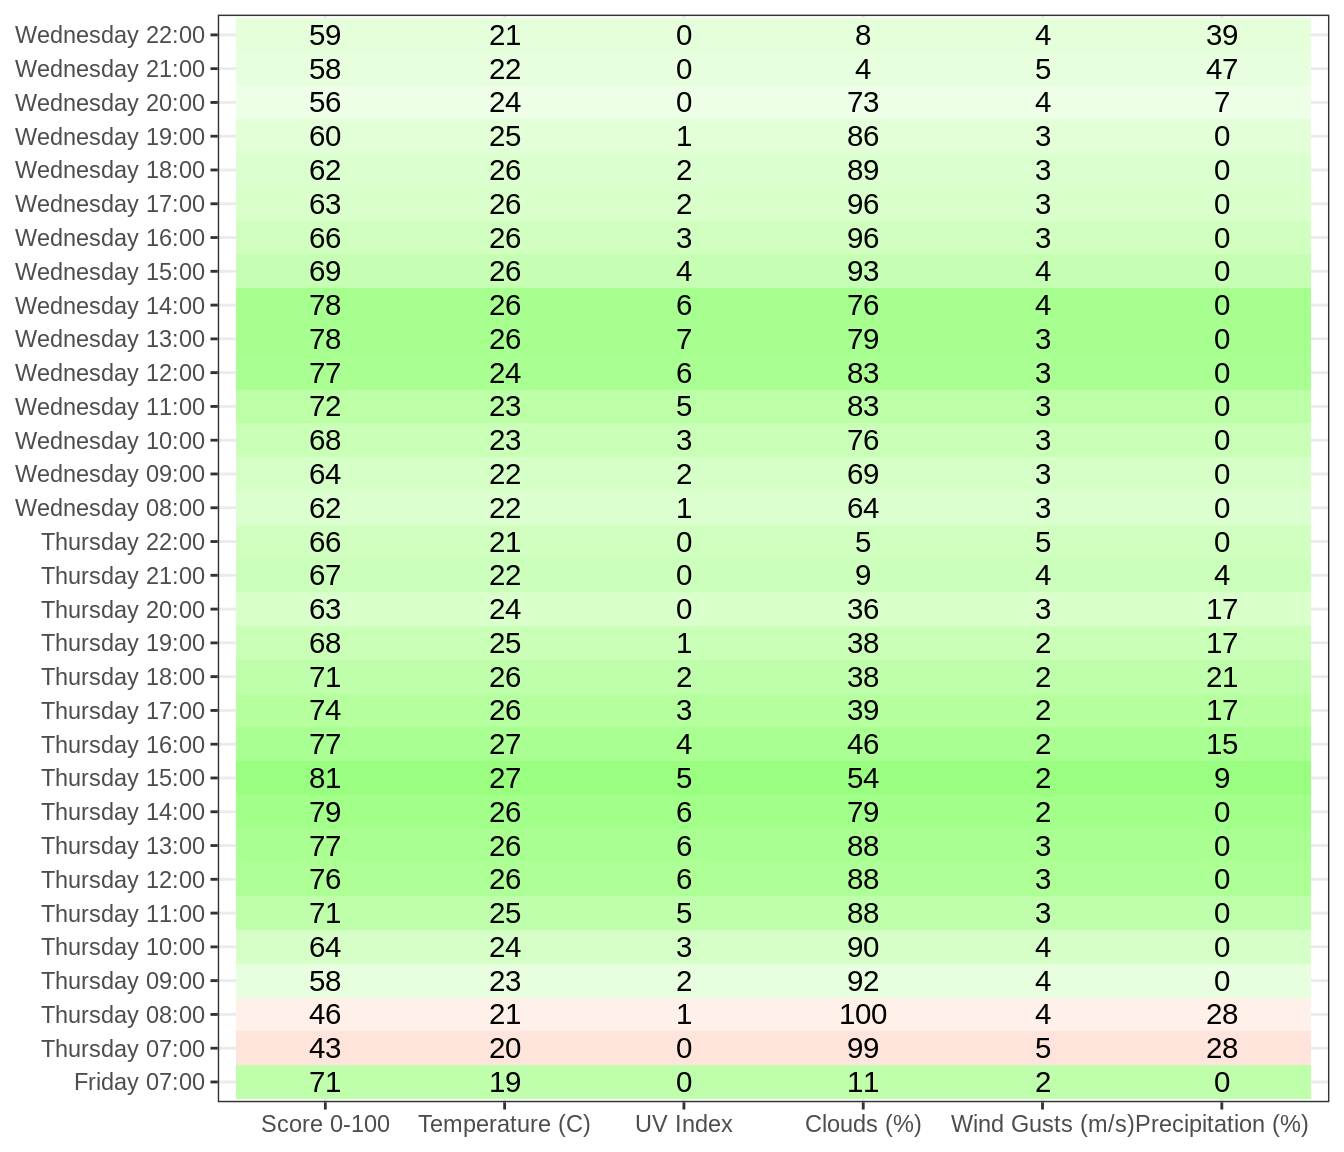 Wednesday 22:00 59 21 0 8 4 39
Wednesday 21:00 58 22 0 4 5 47
Wednesday 20:00 56 24 0 73 4 7
Wednesday 19:00 60 25 1 86 3 0
Wednesday 18:00 62 26 2 89 3 0
Wednesday 17:00 63 26 2 96 3 0
Wednesday 16:00 66 26 3 96 3 0
Wednesday 15:00 69 26 4 93 4 0
Wednesday 14:00 78 26 6 76 4 0
Wednesday 13:00 78 26 7 79 3 0
Wednesday 12:00 77 24 6 83 3 0
Wednesday 11:00 72 23 5 83 3 0
Wednesday 10:00 68 23 3 76 3 0
Wednesday 09:00 64 22 2 69 3 0
Wednesday 08:00 62 22 1 64 3 0
Thursday 22:00 66 21 0 5 5 0
Thursday 21:00 67 22 0 9 4 4
Thursday 20:00 63 24 0 36 3 17
Thursday 19:00 68 25 1 38 2 17
Thursday 18:00 71 26 2 38 2 21
Thursday 17:00 74 26 3 39 2 17
Thursday 16:00 77 27 4 46 2 15
Thursday 15:00 81 27 5 54 2 9
Thursday 14:00 79 26 6 79 2 0
Thursday 13:00 77 26 6 88 3 0
Thursday 12:00 76 26 6 88 3 0
Thursday 11:00 71 25 5 88 3 0
Thursday 10:00 64 24 3 90 4 0
Thursday 09:00 58 23 2 92 4 0
Thursday 08:00 46 21 1 100 4 28
Thursday 07:00 43 20 0 99 5 28
Friday 07:00 71 19 0 11 2 0
Score 0-100 Temperature (C) UV Index Clouds (%) Wind Gusts (m/s) Precipitation (%)